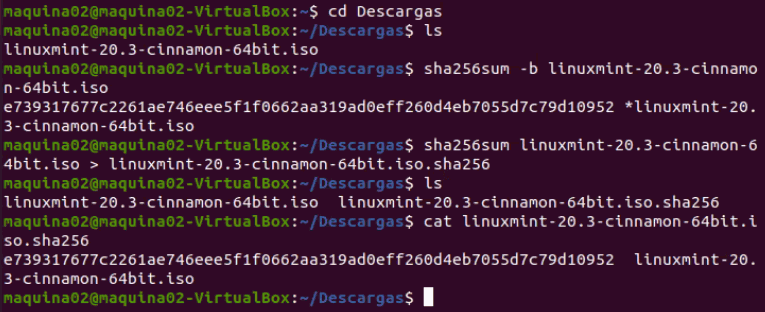 maquina02@maquina02-VirtualBox:~$ cd Descargas
maquina02@maquina02-VirtualBox:~/Descargas$ ls
linuxmint-20.3-cinnamon-64bit.iso
maquina02@maquina02-VirtualBox:~/Descargas$ sha256sum -b linuxmint-20.3-cinnamo
n-64bit.iso
e739317677c2261ae746eee5f1f0662aa319ad0eff260d4eb7055d7c79d10952 *linuxmint-20.
3-cinnamon-64bit.iso
maquina02@maquina02-VirtualBox:~/Descargas$ sha256sum linuxmint-20.3-cinnamon-6
4bit.iso > linuxmint-20.3-cinnamon-64bit.iso.sha256
maquina02@maquina02-VirtualBox:~/Descargas$ ls
linuxmint-20.3-cinnamon-64bit.iso  linuxmint-20.3-cinnamon-64bit.iso.sha256
maquina02@maquina02-VirtualBox:~/Descargas$ cat linuxmint-20.3-cinnamon-64bit.i
so.sha256
e739317677c2261ae746eee5f1f0662aa319ad0eff260d4eb7055d7c79d10952  linuxmint-20.
3-cinnamon-64bit.iso
maquina02@maquina02-VirtualBox:~/Descargas$